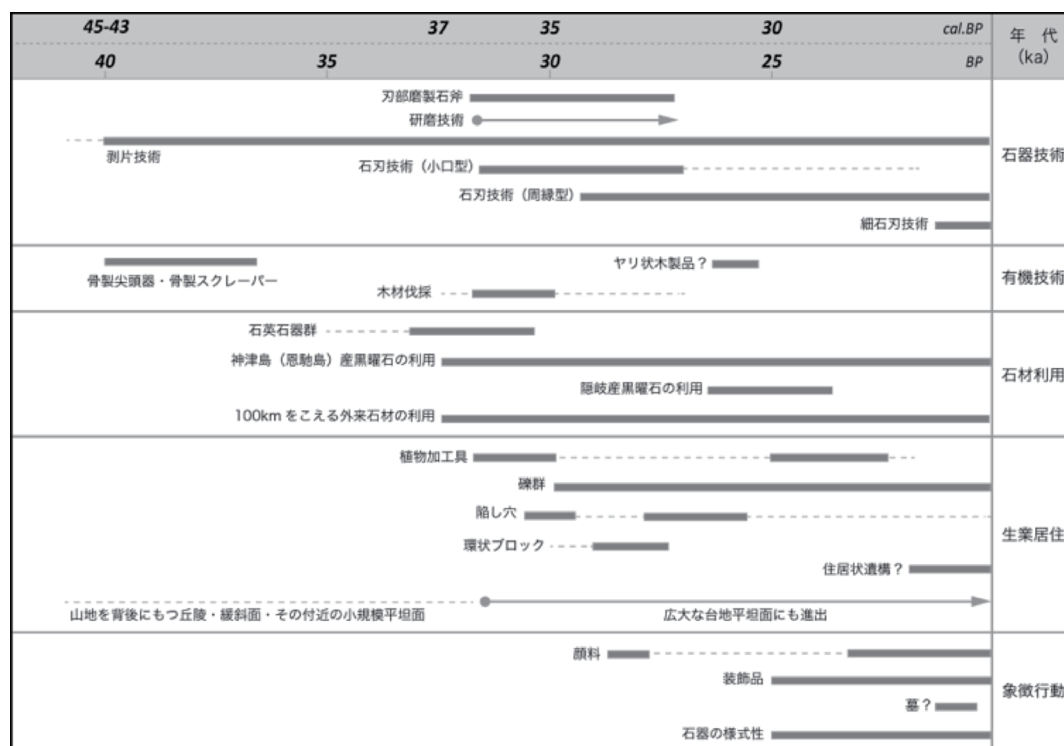 45-43 37 35 30 cal.BP
40 35 30 25 BP
年代
(ka)
刃部磨製石斧
研磨技術
剥片技術
石刃技術（小口型）
石刃技術（周縁型）
細石刃技術
石器技術
骨製尖頭器・骨製スクレーパー
ヤリ状木製品？
木材伐採
有機技術
石英石器群
神津島（恩馳島）産黒曜石の利用
隠岐産黒曜石の利用
100kmをこえる外来石材の利用
石材利用
植物加工具
礫群
陥し穴
環状ブロック
住居状遺構？
山地を背後にもつ丘陵・緩斜面・その付近の小規模平坦面
広大な台地平坦面にも進出
生業居住
顔料
装飾品
墓？
石器の様式性
象徴行動